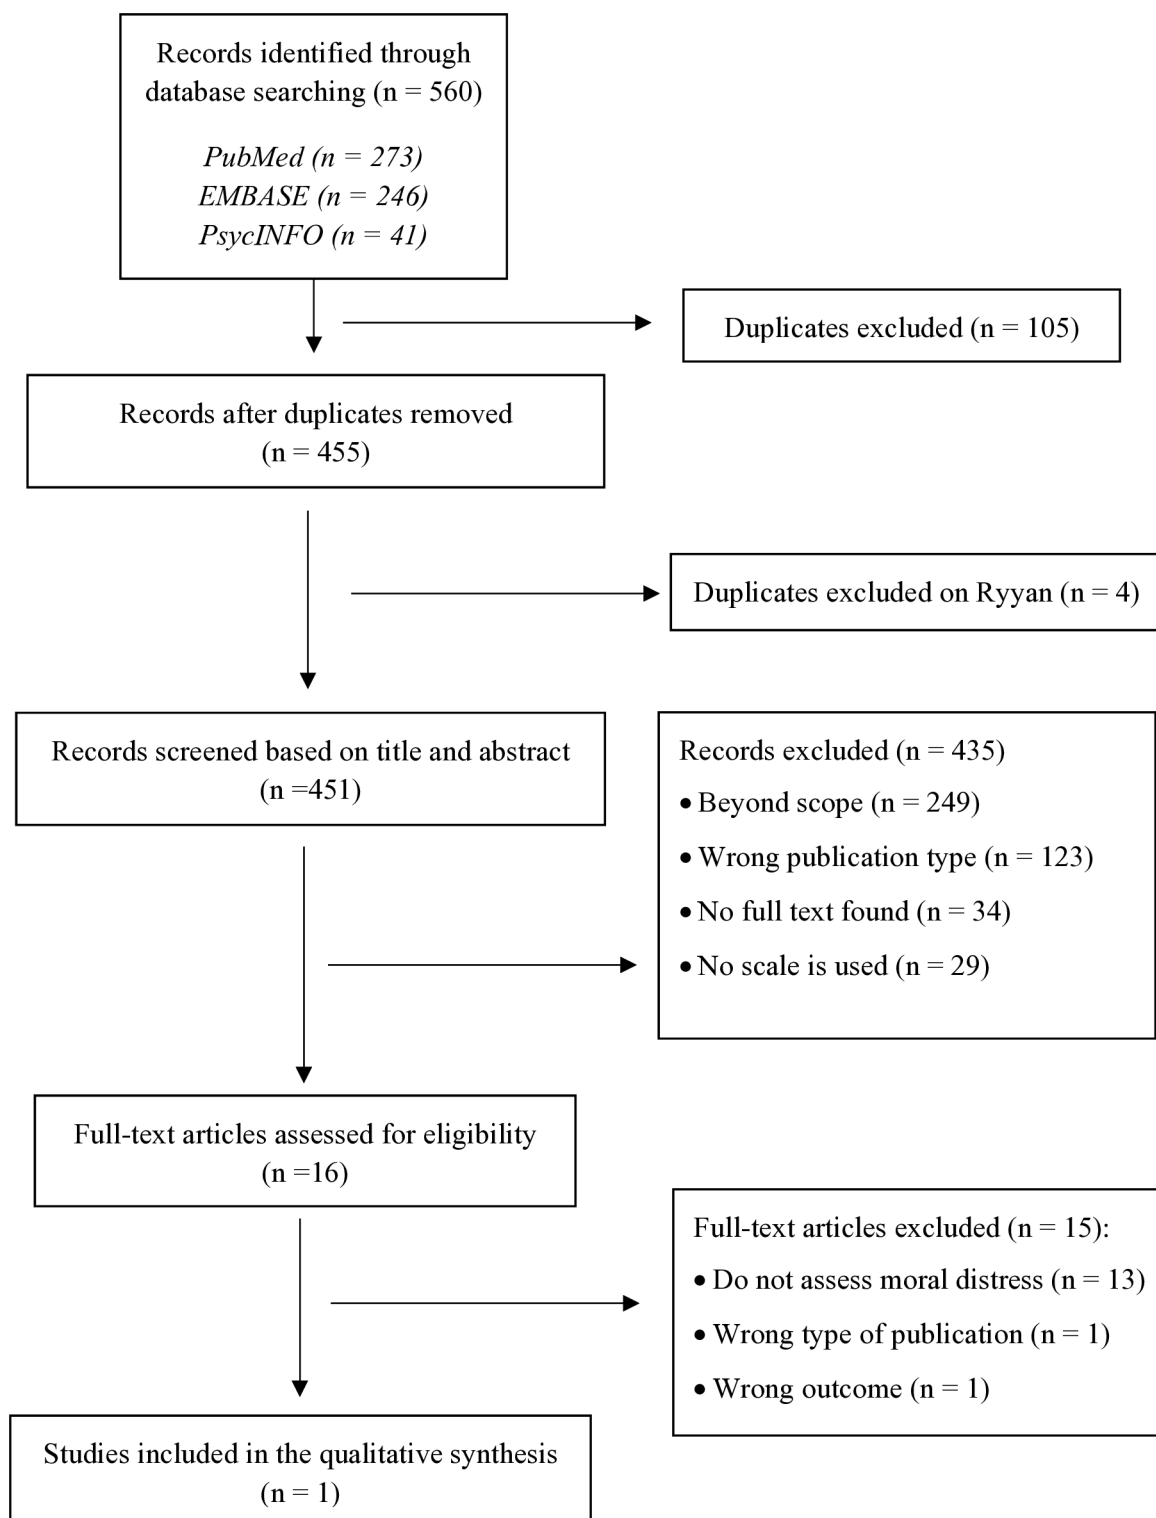 Records identified through
database searching (n = 560)
PubMed (n = 273)
EMBASE (n = 246)
PsycINFO (n = 41)
Duplicates excluded (n = 105)
Records after duplicates removed
(n = 455)
Duplicates excluded on Ryyan (n = 4)
Records screened based on title and abstract
(n =451)
Records excluded (n = 435)
• Beyond scope (n = 249)
• Wrong publication type (n = 123)
• No full text found (n = 34)
• No scale is used (n = 29)
Full-text articles assessed for eligibility
(n =16)
Full-text articles excluded (n = 15):
• Do not assess moral distress (n = 13)
• Wrong type of publication (n = 1)
• Wrong outcome (n = 1)
Studies included in the qualitative synthesis
(n = 1)